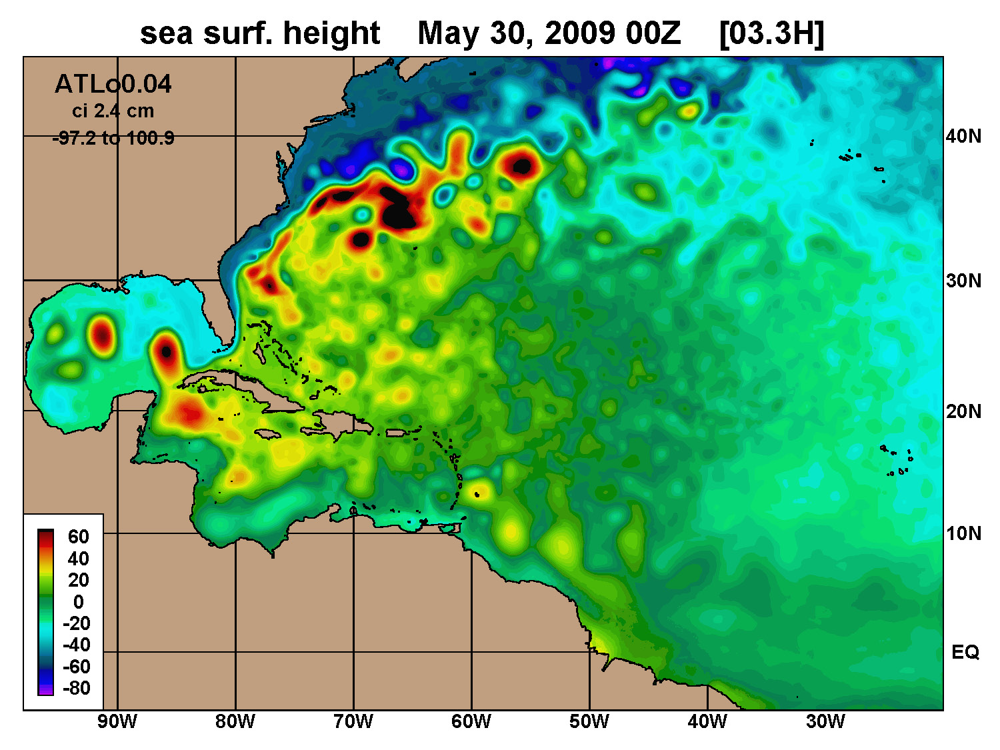 sea surf. height May 30, 2009 00Z [03.3H]
ATLo0.04
ci 2.4 cm
-97.2 to 100.9
40N
30N
20N
10N
EQ
60
40
20
0
-20
-40
-60
-80
90W 80W 70W 60W 50W 40W 30W